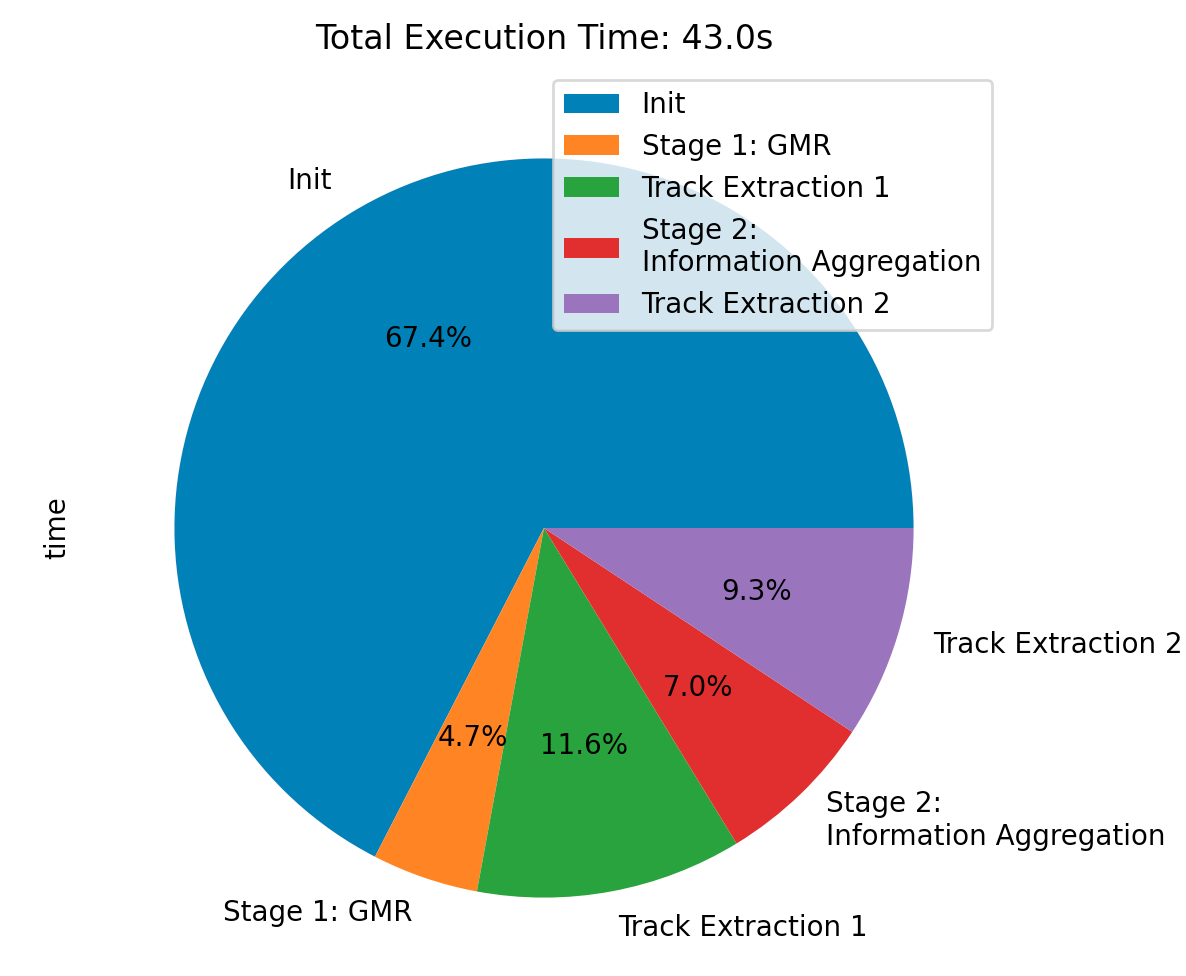 Total Execution Time: 43.0s
Init
Stage 1: GMR
Track Extraction 1
Stage 2:
Information Aggregation
Track Extraction 2
Init
67.4%
time
9.3%
Track Extraction 2
7.0%
4.7%
11.6%
Stage 2:
Information Aggregation
Stage 1: GMR
Track Extraction 1